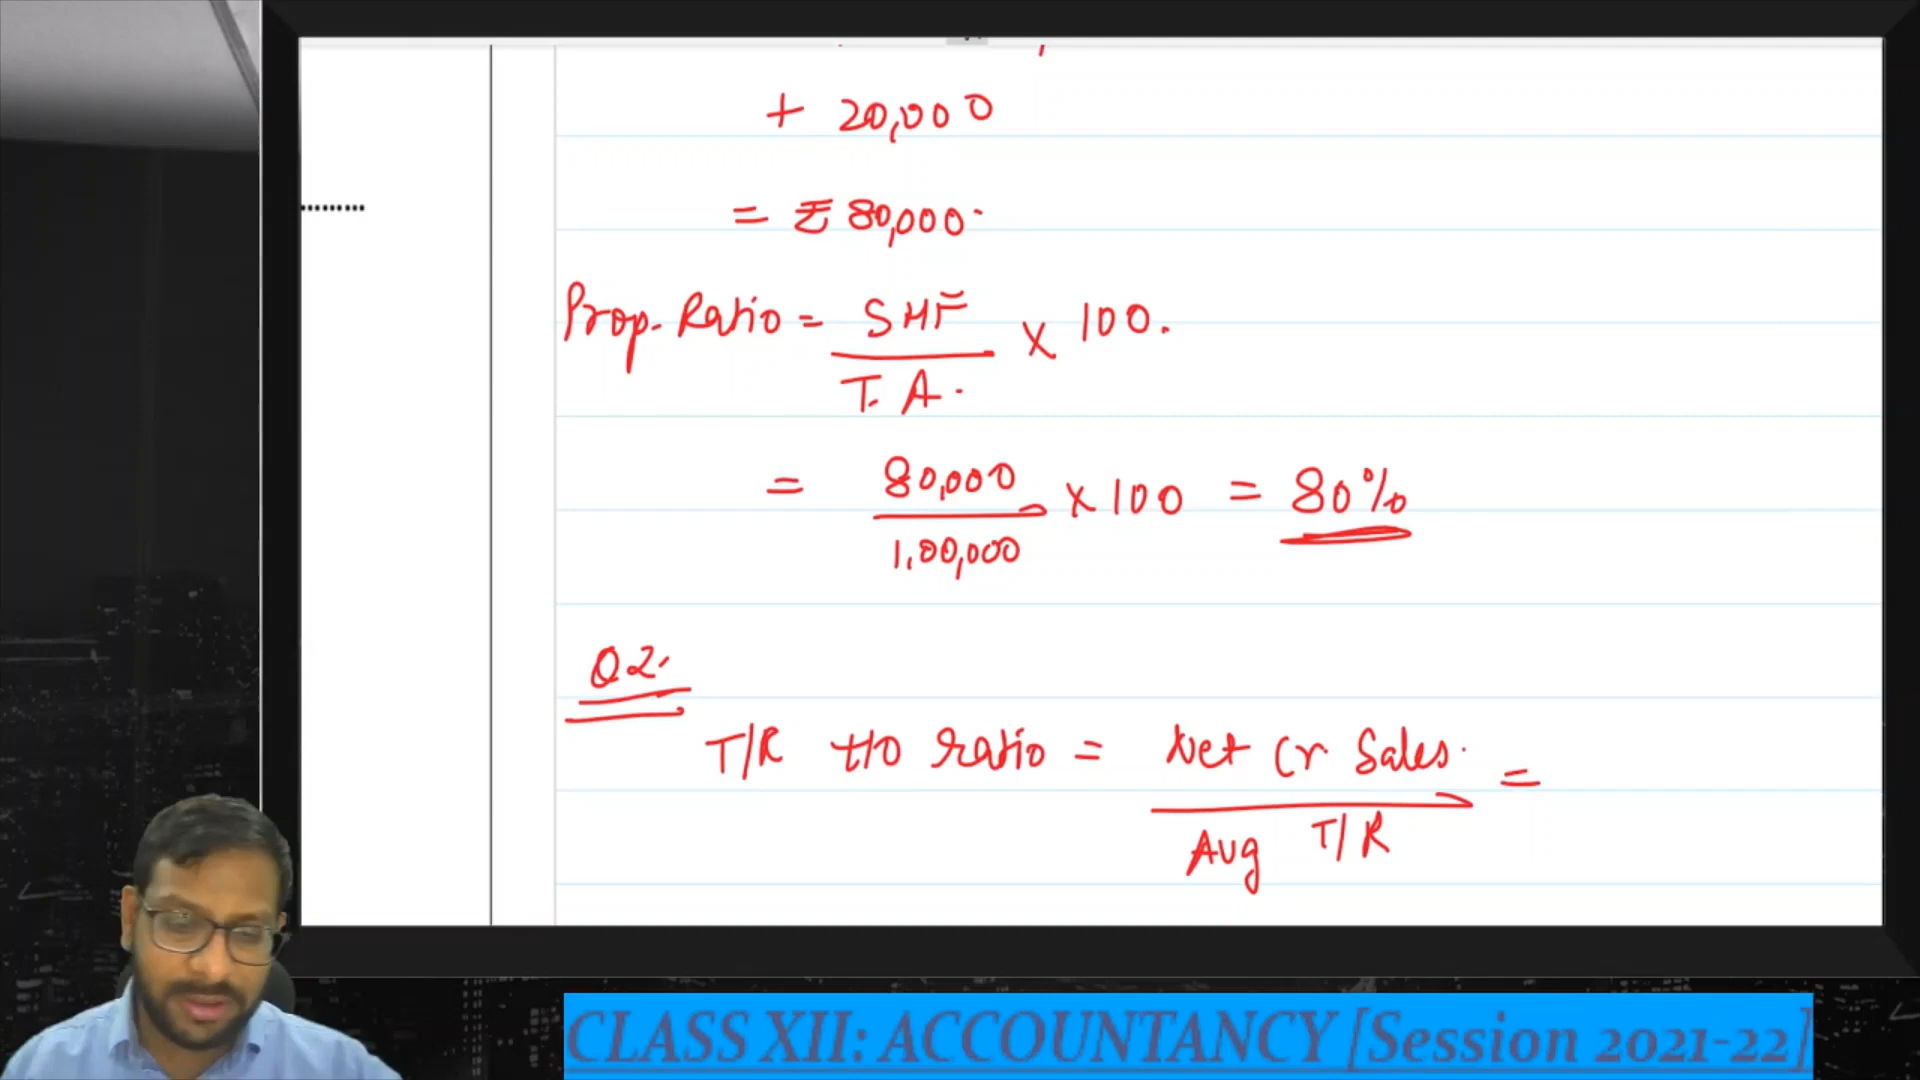 + 20,000
= ₹ 80,000
Prop. Ratio = SHF × 100.
T. A.
= 80,000 × 100 = 80%
1,00,000
Q2.
T/R t/o ratio = Net Cr Sales. =
Avg T/R
CLASS XII: ACCOUNTANCY [Session 2021-22]